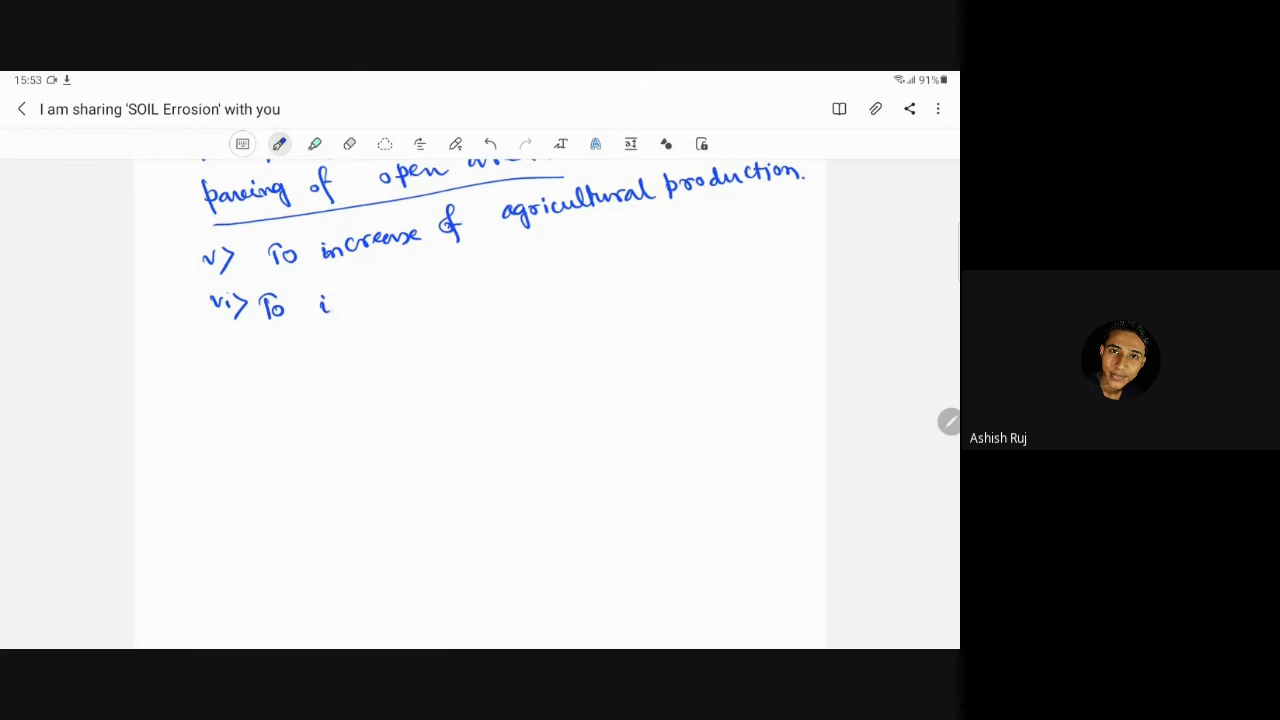 15:53
91%
I am sharing 'SOIL Errosion' with you
paveing of open
v> To increase of agricultural production.
vi> To i
Ashish Ruj